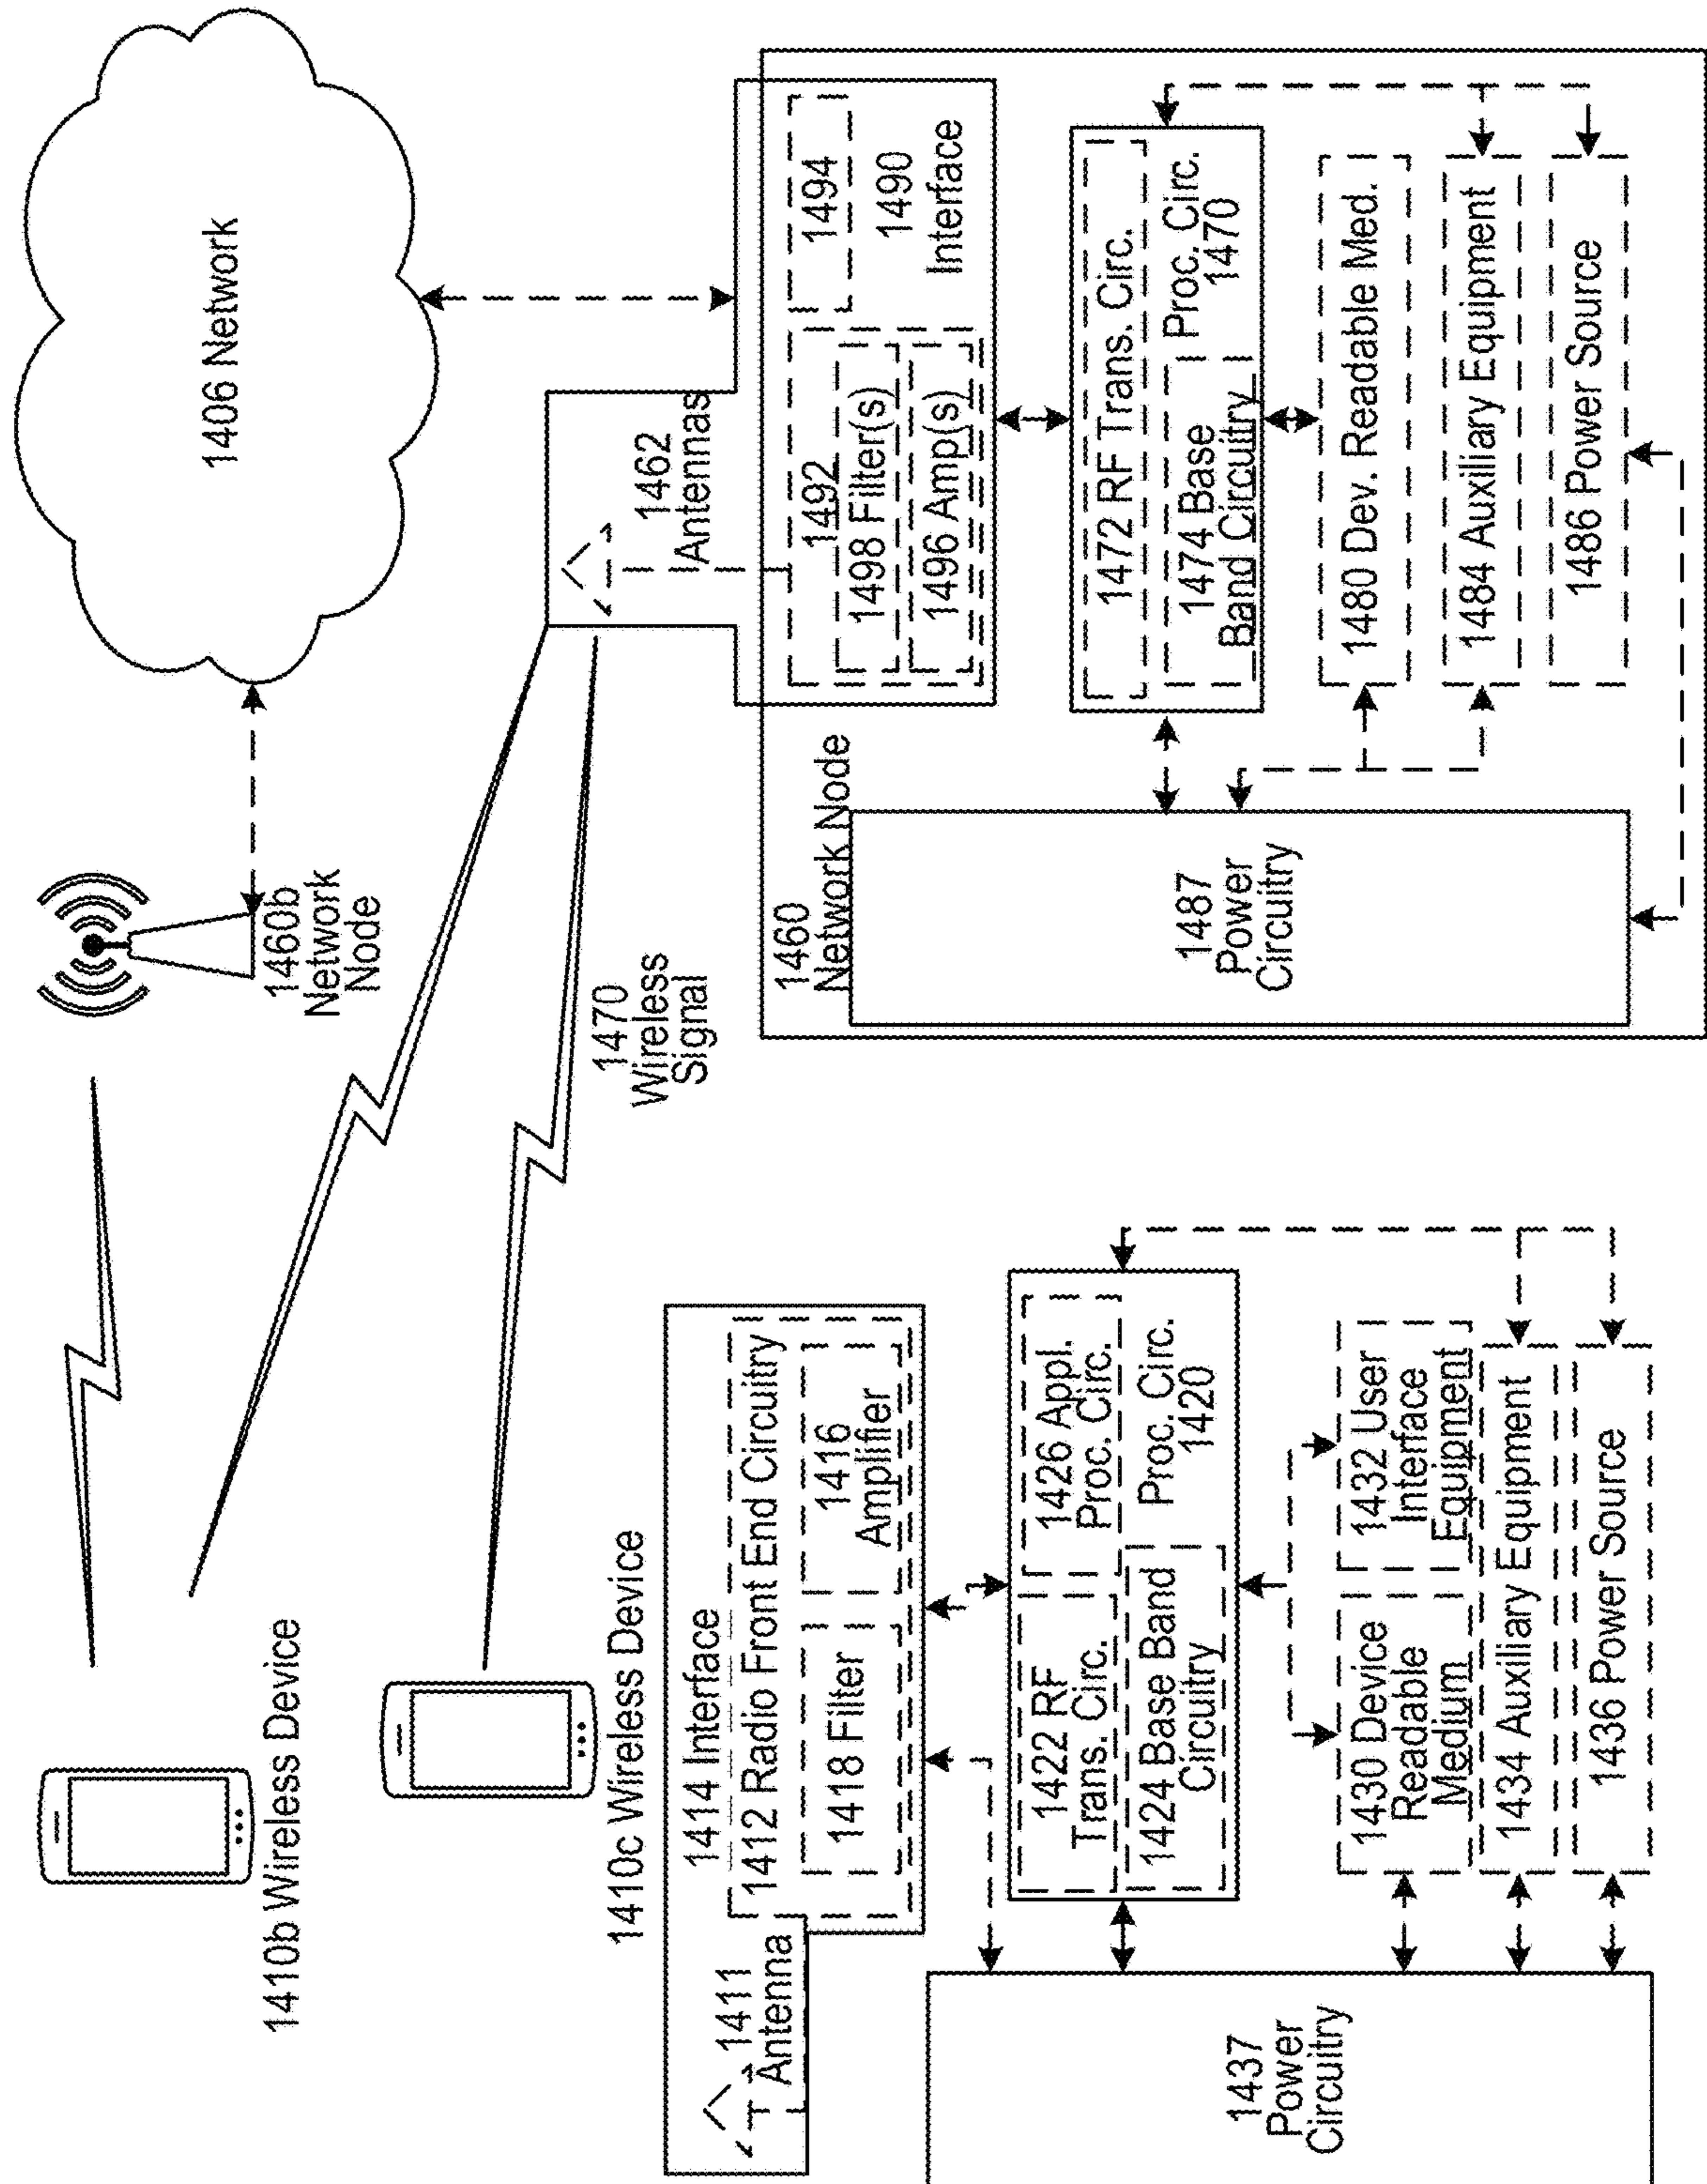 1406 Network
1460b
Network
Node
1410b Wireless Device
1470
Wireless
Signal
1410c Wireless Device
1462
Antennas
1460
Network Node
1492
1494
1498 Filter(s)
1496 Amp(s)
1490
Interface
1472 RF Trans. Circ.
1474 Base
Band Circuitry
Proc. Circ.
1470
1480 Dev. Readable Med.
1484 Auxiliary Equipment
1486 Power Source
1487
Power
Circuitry
1414 Interface
1411
Antenna
1412 Radio Front End Circuitry
1418 Filter
1416
Amplifier
1422 RF
Trans. Circ.
1426 Appl.
Proc. Circ.
1424 Base Band
Circuitry
Proc. Circ.
1420
1430 Device
Readable
Medium
1432 User
Interface
Equipment
1434 Auxiliary Equipment
1436 Power Source
1437
Power
Circuitry